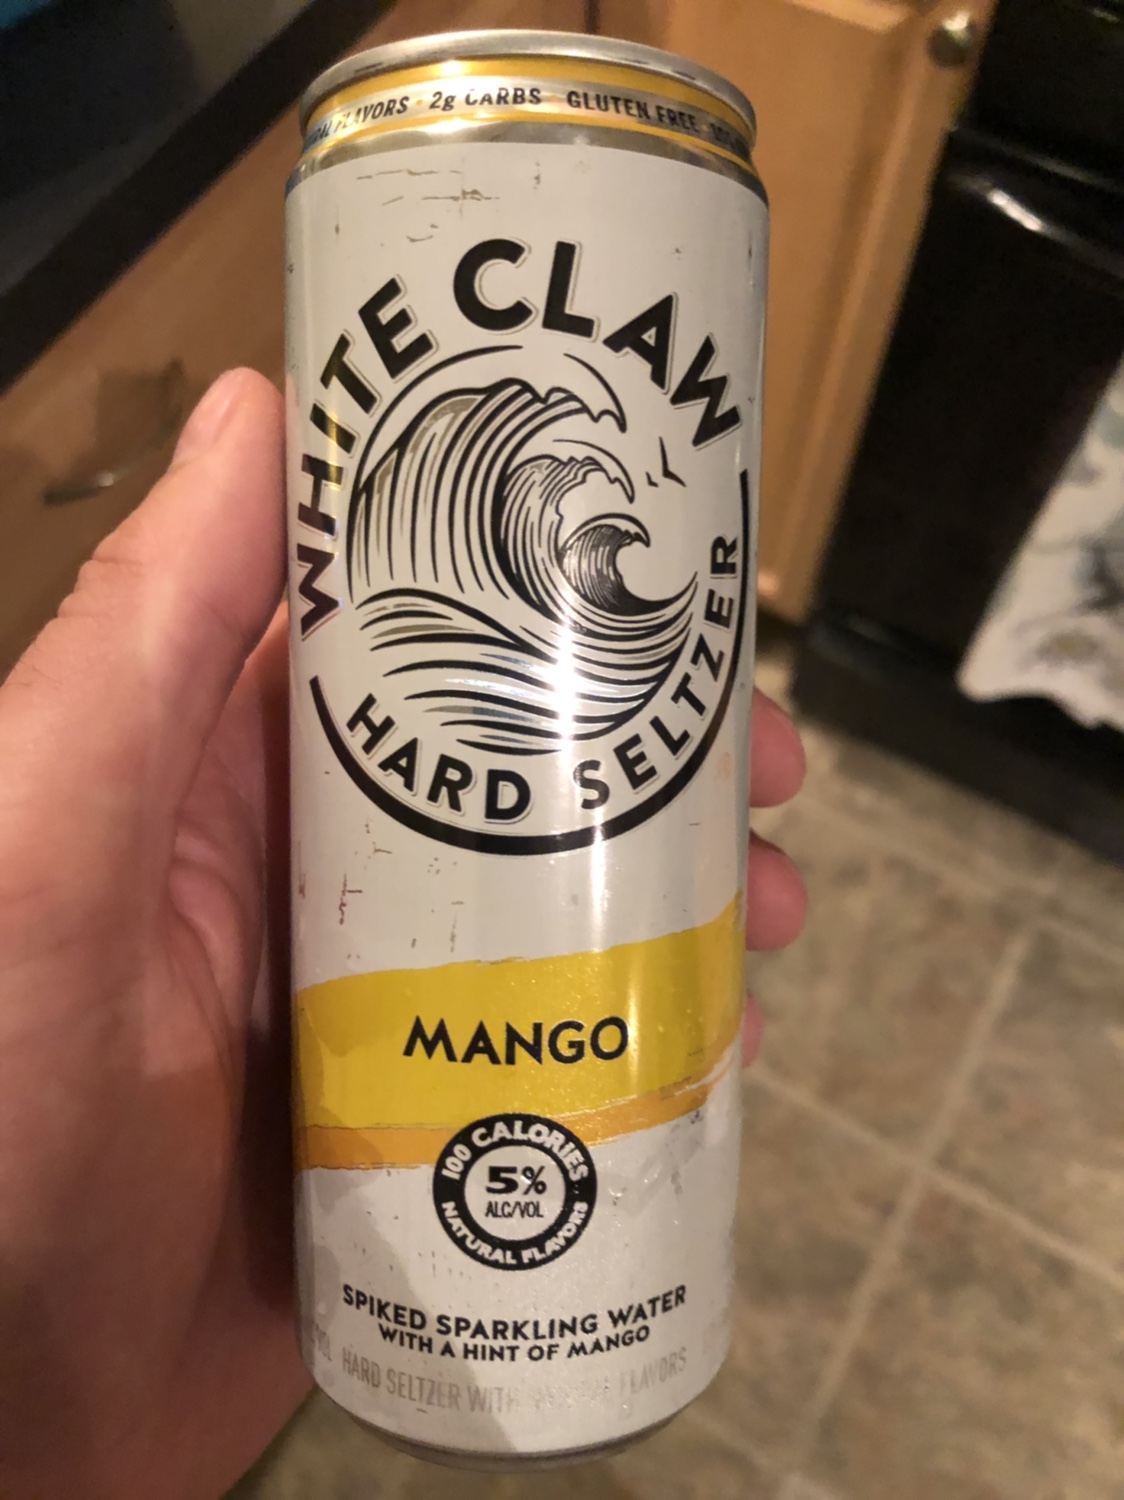 FLAVORS · 2g CARBS GLUTEN FREE
WHITE CLAW
HARD SELTZER
MANGO
100 CALORIES
5%
ALC/VOL
NATURAL FLAVORS
SPIKED SPARKLING WATER
WITH A HINT OF MANGO
HARD SELTZER WITH FLAVORS